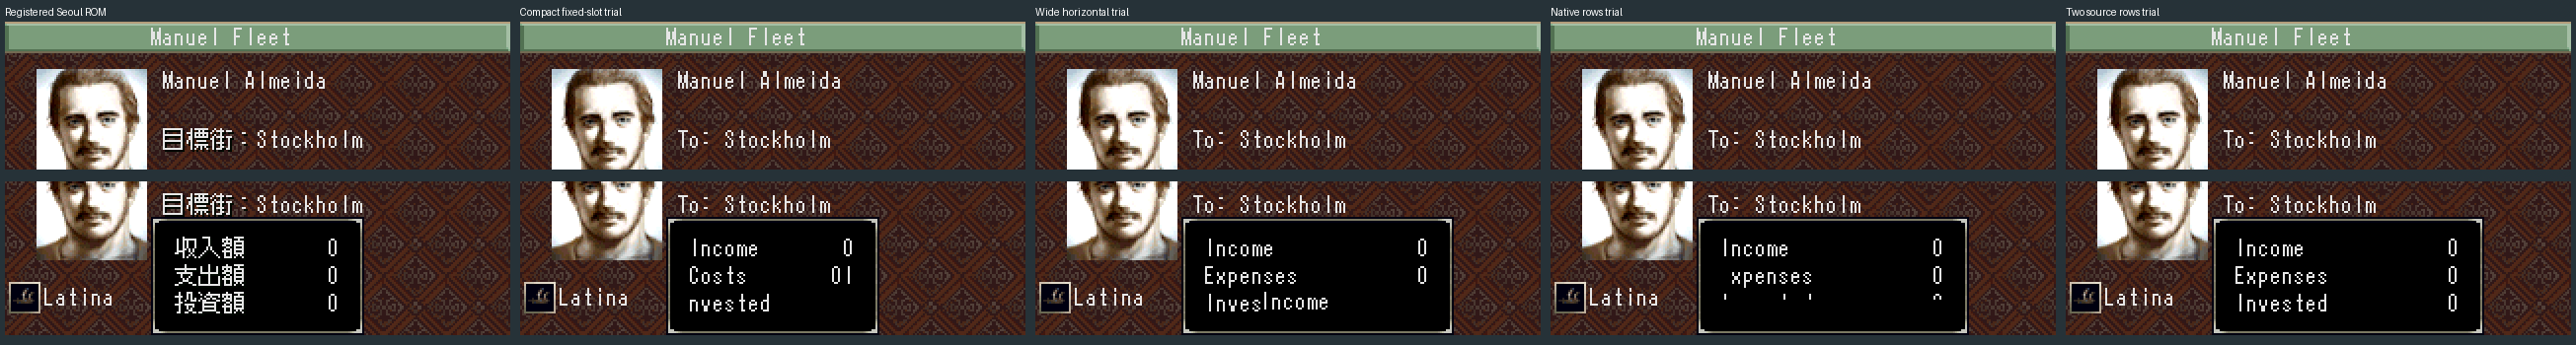 Registered Seoul ROM
Manuel Fleet
Manuel Almeida
目標街:Stockholm
目標街:Stockholm
収入額 0
支出額 0
投資額 0
Latina
Compact fixed-slot trial
Manuel Fleet
Manuel Almeida
To: Stockholm
To: Stockholm
Income 0
Costs 0I
nvested
Latina
Wide horizontal trial
Manuel Fleet
Manuel Almeida
To: Stockholm
To: Stockholm
Income 0
Expenses 0
InvesIncome
Latina
Native rows trial
Manuel Fleet
Manuel Almeida
To: Stockholm
To: Stockholm
Income 0
xpenses 0
Latina
Two source rows trial
Manuel Fleet
Manuel Almeida
To: Stockholm
To: Stockholm
Income 0
Expenses 0
Invested 0
Latina